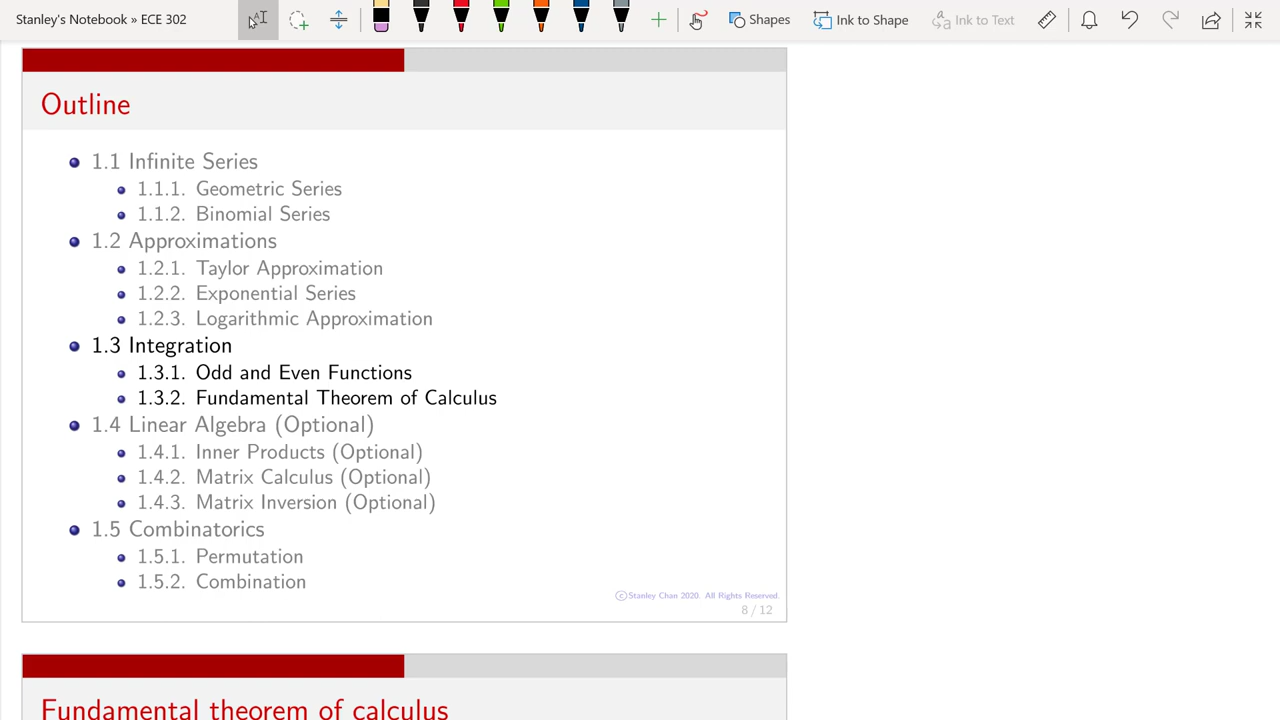 Stanley's Notebook » ECE 302
Shapes
Ink to Shape
Ink to Text
Outline
1.1 Infinite Series
1.1.1. Geometric Series
1.1.2. Binomial Series
1.2 Approximations
1.2.1. Taylor Approximation
1.2.2. Exponential Series
1.2.3. Logarithmic Approximation
1.3 Integration
1.3.1. Odd and Even Functions
1.3.2. Fundamental Theorem of Calculus
1.4 Linear Algebra (Optional)
1.4.1. Inner Products (Optional)
1.4.2. Matrix Calculus (Optional)
1.4.3. Matrix Inversion (Optional)
1.5 Combinatorics
1.5.1. Permutation
1.5.2. Combination
©Stanley Chan 2020. All Rights Reserved.
8 / 12
Fundamental theorem of calculus